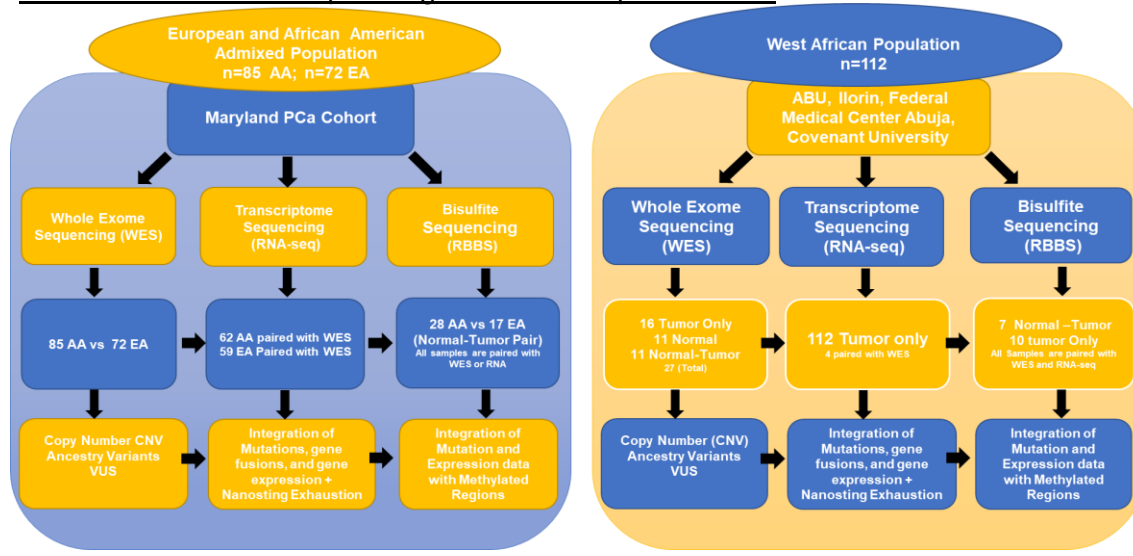 European and African American
Admixed Population
n=85 AA; n=72 EA
Maryland PCa Cohort
Whole Exome
Sequencing (WES)
Transcriptome
Sequencing
(RNA-seq)
Bisulfite
Sequencing
(RBBS)
85 AA vs 72 EA
62 AA paired with WES
59 EA Paired with WES
28 AA vs 17 EA
(Normal-Tumor Pair)
All samples are paired with
WES or RNA
Copy Number CNV
Ancestry Variants
VUS
Integration of
Mutations, gene
fusions, and gene
expression +
Nanosting Exhaustion
Integration of
Mutation and
Expression data
with Methylated
Regions
West African Population
n=112
ABU, Ilorin, Federal
Medical Center Abuja,
Covenant University
Whole Exome
Sequencing
(WES)
Transcriptome
Sequencing
(RNA-seq)
Bisulfite
Sequencing
(RBBS)
16 Tumor Only
11 Normal
11 Normal-Tumor
27 (Total)
112 Tumor only
4 paired with WES
7 Normal –Tumor
10 tumor Only
All Samples are paired with
WES and RNA-seq
Copy Number (CNV)
Ancestry Variants
VUS
Integration of
Mutations, gene
fusions, and gene
expression +
Nanosting Exhaustion
Integration of
Mutation and
Expression data
with Methylated
Regions